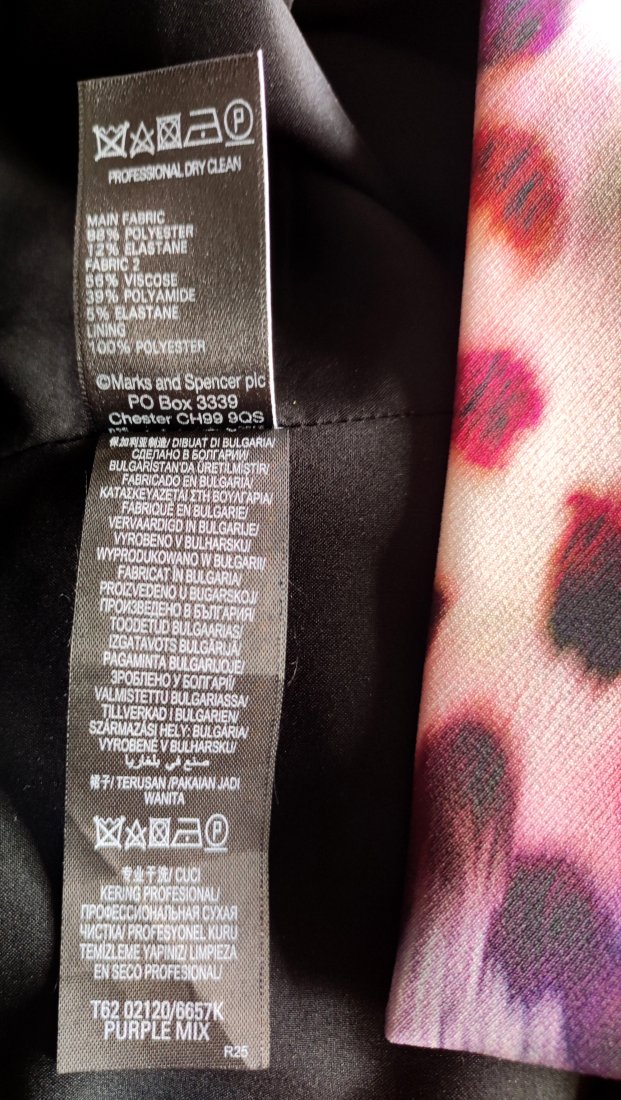 P
PROFESSIONAL DRY CLEAN
MAIN FABRIC
88% POLYESTER
12% ELASTANE
FABRIC 2
56% VISCOSE
39% POLYAMIDE
5% ELASTANE
LINING
100% POLYESTER
©Marks and Spencer plc
PO Box 3339
Chester CH99 9QS
保加利亚制造/ DIBUAT DI BULGARIA/
СДЕЛАНО В БОЛГАРИИ/
BULGARİSTAN'DA ÜRETİLMİŞTİR/
FABRICADO EN BULGARIA/
ΚΑΤΑΣΚΕΥΑΖΕΤΑΙ ΣΤΗ ΒΟΥΛΓΑΡΙΑ/
FABRIQUÉ EN BULGARIE/
VERVAARDIGD IN BULGARIJE/
VYROBENO V BULHARSKU/
WYPRODUKOWANO W BUŁGARII/
FABRICAT ÎN BULGARIA/
PROIZVEDENO U BUGARSKOJ/
ПРОИЗВЕДЕНО В БЪЛГАРИЯ/
TOODETUD BULGAARIAS/
IZGATAVOTS BULGĀRIJĀ/
PAGAMINTA BULGARIJOJE/
ЗРОБЛЕНО У БОЛГАРІЇ/
VALMISTETTU BULGARIASSA/
TILLVERKAD I BULGARIEN/
SZÁRMAZÁSI HELY: BULGÁRIA/
VYROBENÉ V BULHARSKU/
صنع في بلغاريا
裙子/ TERUSAN /PAKAIAN JADI
WANITA
P
专业干洗/ CUCI
KERING PROFESIONAL/
ПРОФЕССИОНАЛЬНАЯ СУХАЯ
ЧИСТКА/ PROFESYONEL KURU
TEMİZLEME YAPINIZ/ LIMPIEZA
EN SECO PROFESIONAL/
T62 02120/6657K
PURPLE MIX
R25